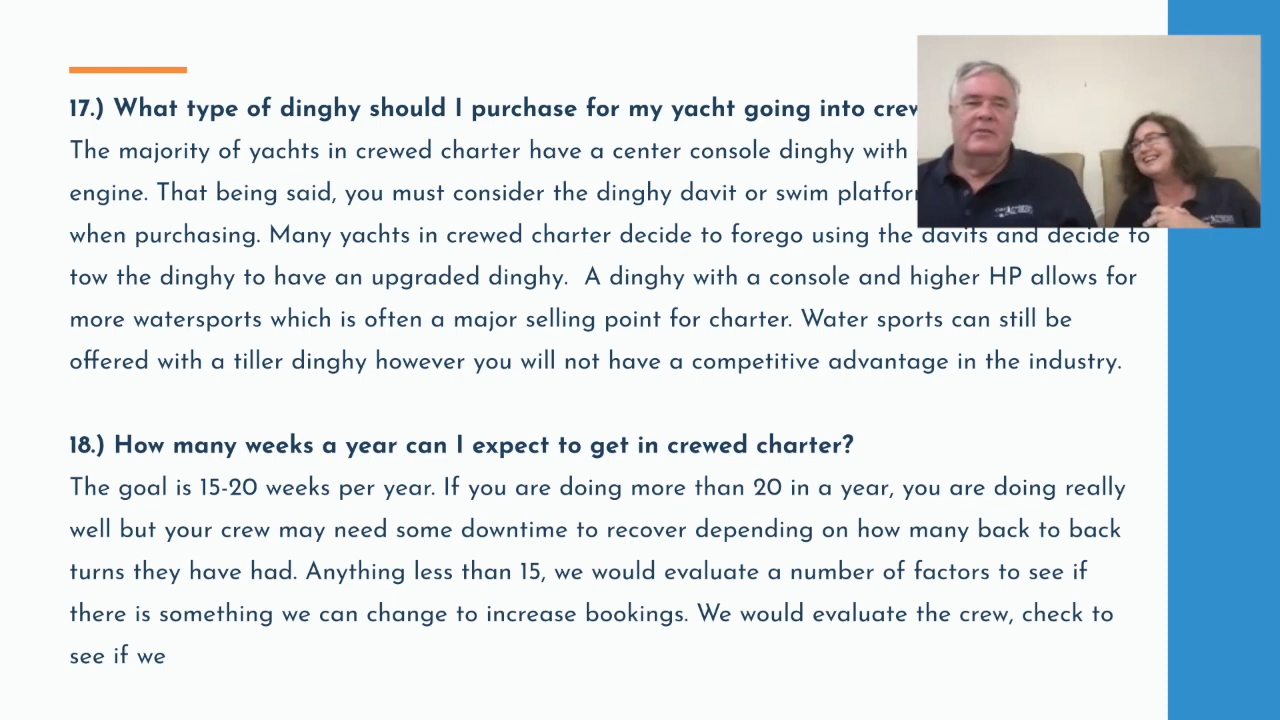 17.) What type of dinghy should I purchase for my yacht going into
The majority of yachts in crewed charter have a center console dinghy with
engine. That being said, you must consider the dinghy davit or swim
when purchasing. Many yachts in crewed charter decide to forego using the davits and decide to
tow the dinghy to have an upgraded dinghy. A dinghy with a console and higher HP allows for
more watersports which is often a major selling point for charter. Water sports can still be
offered with a tiller dinghy however you will not have a competitive advantage in the industry.
18.) How many weeks a year can I expect to get in crewed charter?
The goal is 15-20 weeks per year. If you are doing more than 20 in a year, you are doing really
well but your crew may need some downtime to recover depending on how many back to back
turns they have had. Anything less than 15, we would evaluate a number of factors to see if
there is something we can change to increase bookings. We would evaluate the crew, check to
see if we